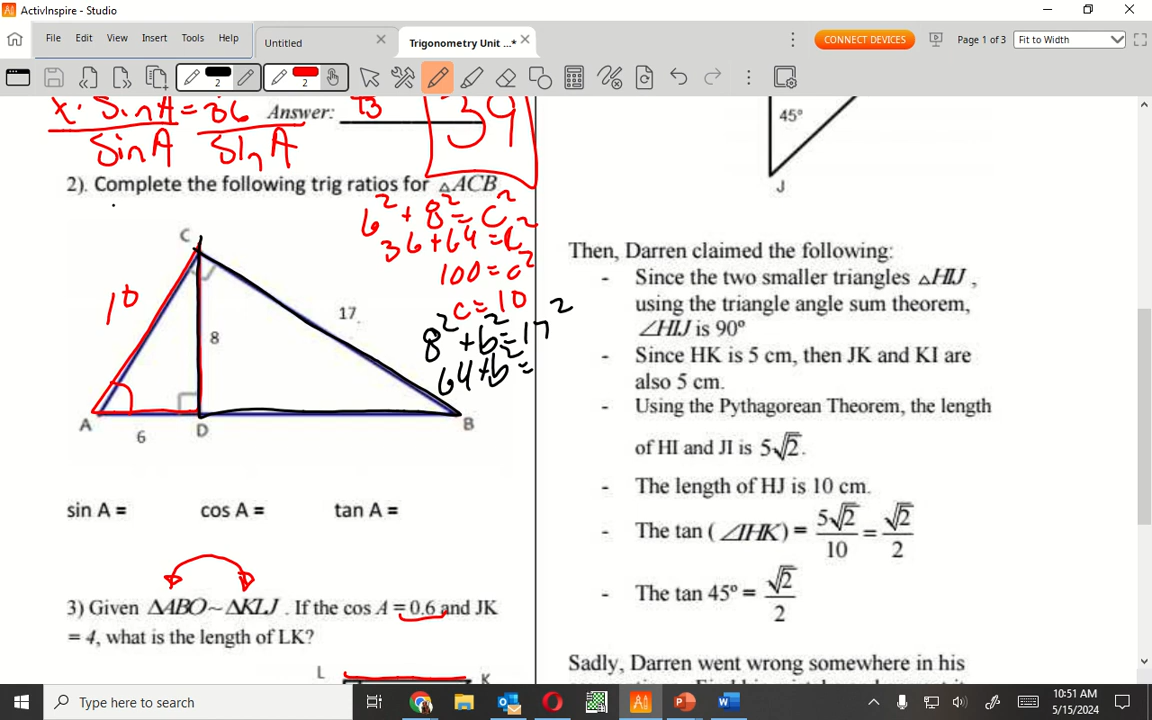 ActivInspire - Studio
File Edit View Insert Tools Help
Untitled
Trigonometry Unit ...*
CONNECT DEVICES
Page 1 of 3
Fit to Width
2
2
x · Sin A = 36
Sin A Sin A
Answer:
39
2). Complete the following trig ratios for △ACB
6² + 8² = C²
36 + 64 = C²
100 = c²
c = 10
8² + b² = 17²
64 + b² =
C
10
17
8
A
6
D
B
sin A = cos A = tan A =
3) Given ΔABO ~ ΔKLJ . If the cos A = 0.6 and JK
= 4, what is the length of LK?
L
K
45°
J
Then, Darren claimed the following:
- Since the two smaller triangles △HIJ ,
using the triangle angle sum theorem,
∠HIJ is 90º
- Since HK is 5 cm, then JK and KI are
also 5 cm.
- Using the Pythagorean Theorem, the length
of HI and JI is 5√2.
- The length of HJ is 10 cm.
- The tan (∠IHK) = 5√2/10 = √2/2
- The tan 45º = √2/2
Sadly, Darren went wrong somewhere in his
Type here to search
10:51 AM
5/15/2024